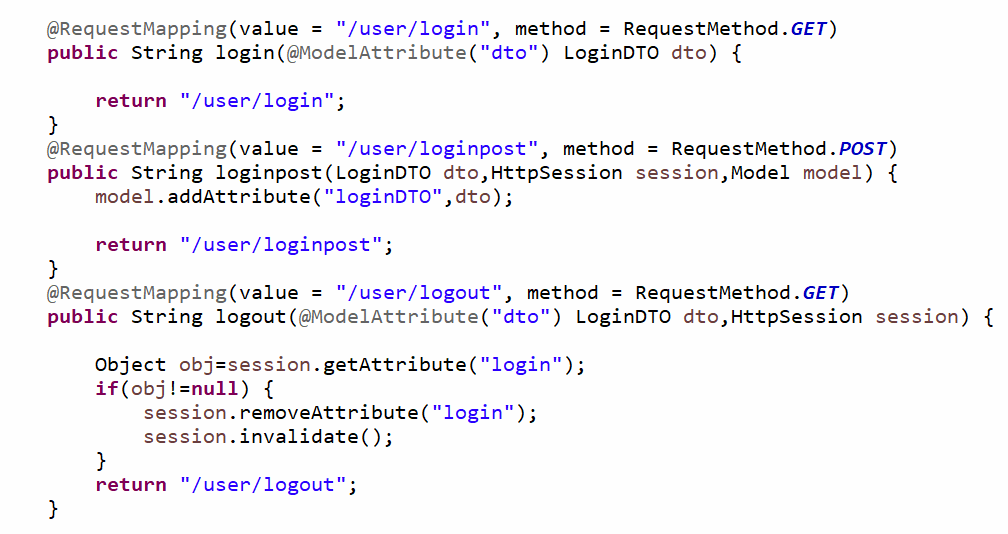 @RequestMapping(value = "/user/login", method = RequestMethod.GET)
public String login(@ModelAttribute("dto") LoginDTO dto) {
return "/user/login";
}
@RequestMapping(value = "/user/loginpost", method = RequestMethod.POST)
public String loginpost(LoginDTO dto,HttpSession session,Model model) {
model.addAttribute("loginDTO",dto);
return "/user/loginpost";
}
@RequestMapping(value = "/user/logout", method = RequestMethod.GET)
public String logout(@ModelAttribute("dto") LoginDTO dto,HttpSession session) {
Object obj=session.getAttribute("login");
if(obj!=null) {
session.removeAttribute("login");
session.invalidate();
}
return "/user/logout";
}